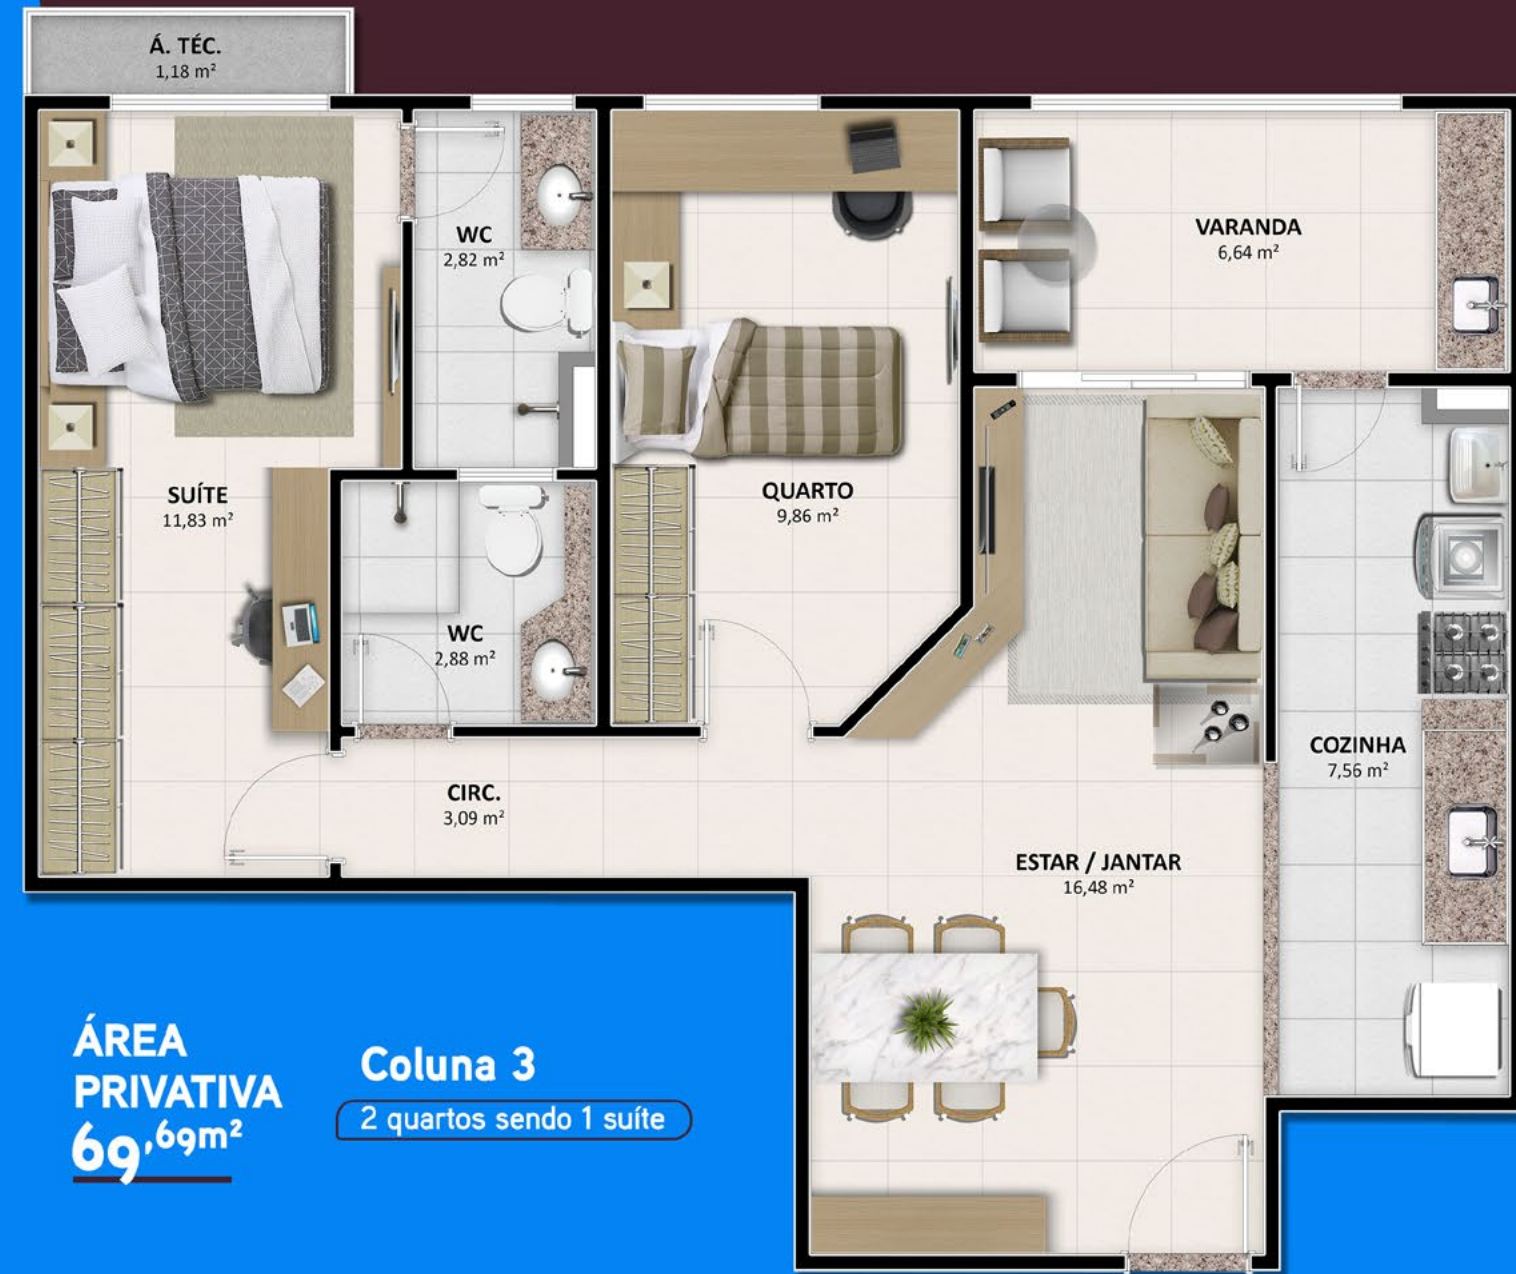 Á. TÉC.
1,18 m²
WC
2,82 m²
VARANDA
6,64 m²
SUÍTE
11,83 m²
QUARTO
9,86 m²
WC
2,88 m²
COZINHA
7,56 m²
CIRC.
3,09 m²
ESTAR / JANTAR
16,48 m²
ÁREA
PRIVATIVA
69,69m²
Coluna 3
2 quartos sendo 1 suíte